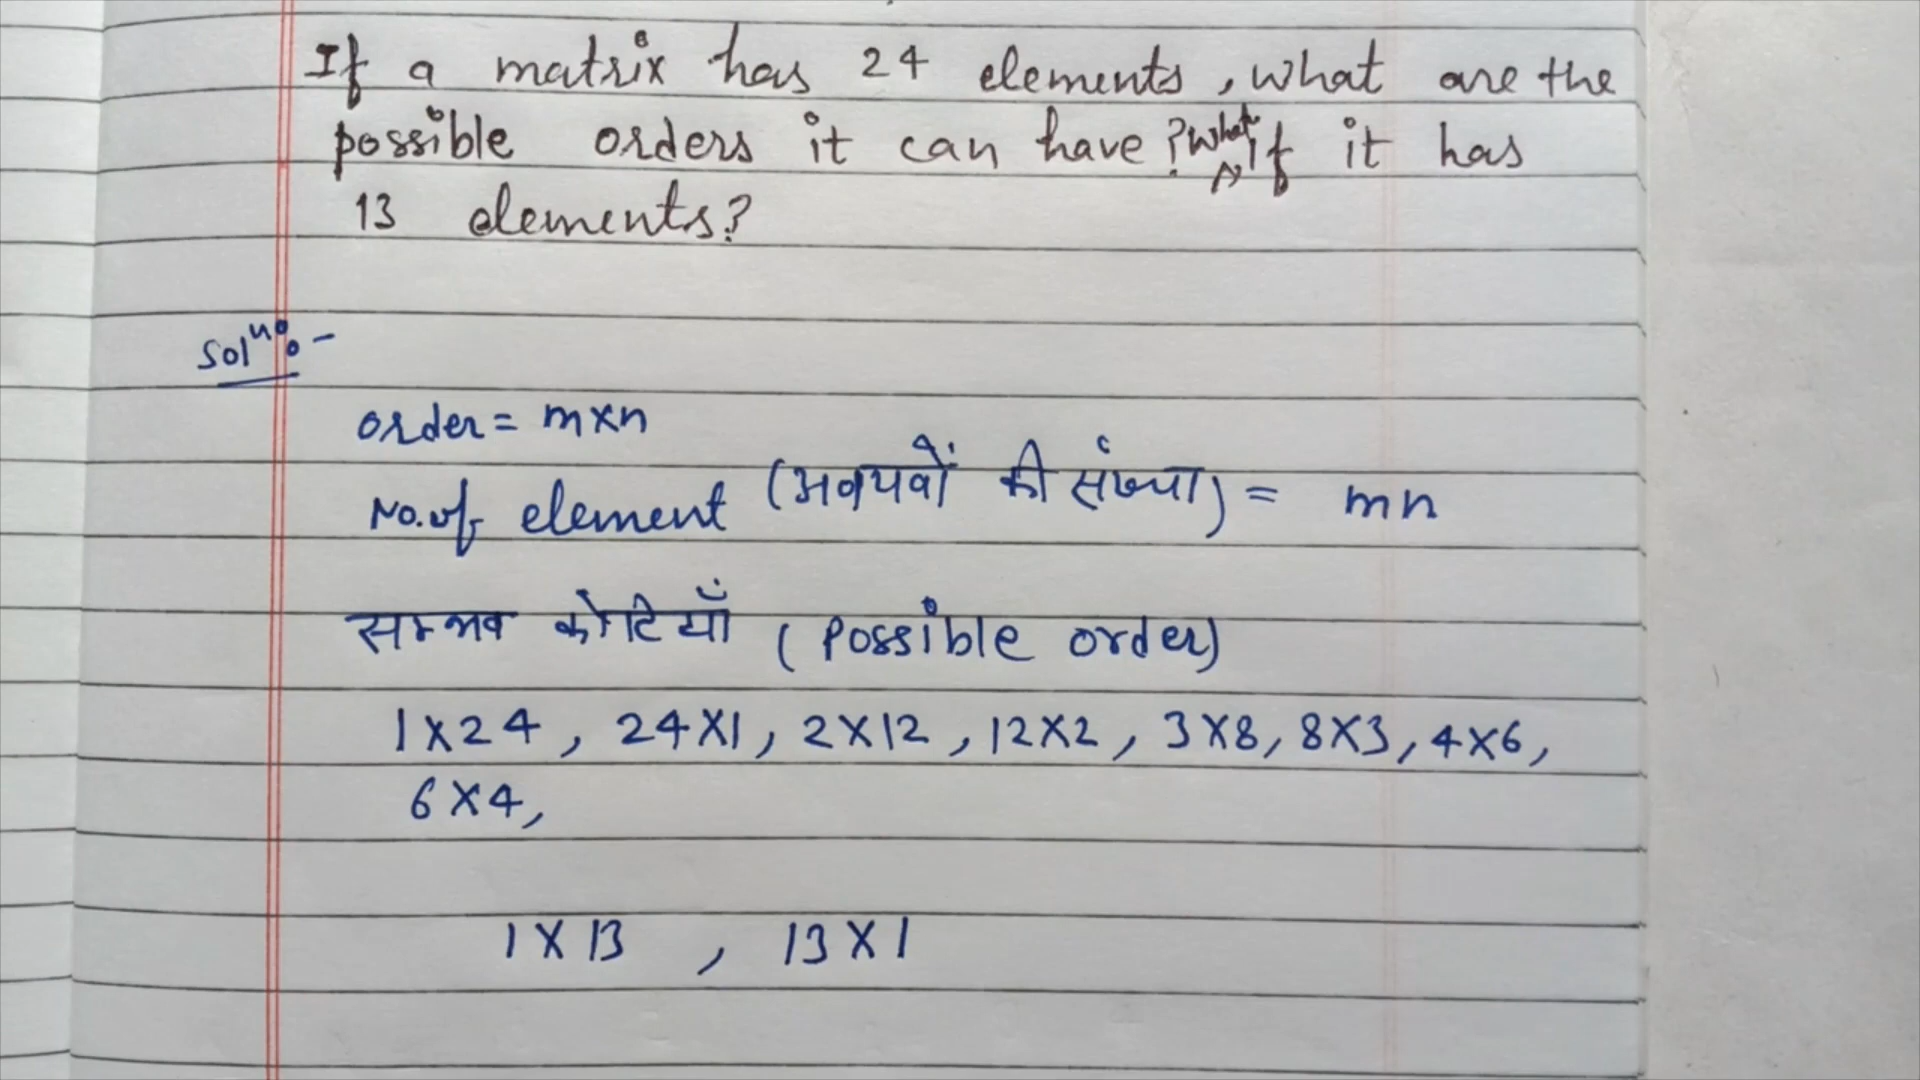 If a matrix has 24 elements, what are the
possible orders it can have? What if it has
13 elements?
Solⁿ:-
order = m×n
No. of element (अवयवों की संख्या) = mn
सम्भव कोटियाँ (possible order)
1×24, 24×1, 2×12, 12×2, 3×8, 8×3, 4×6,
6×4,
1×13, 13×1